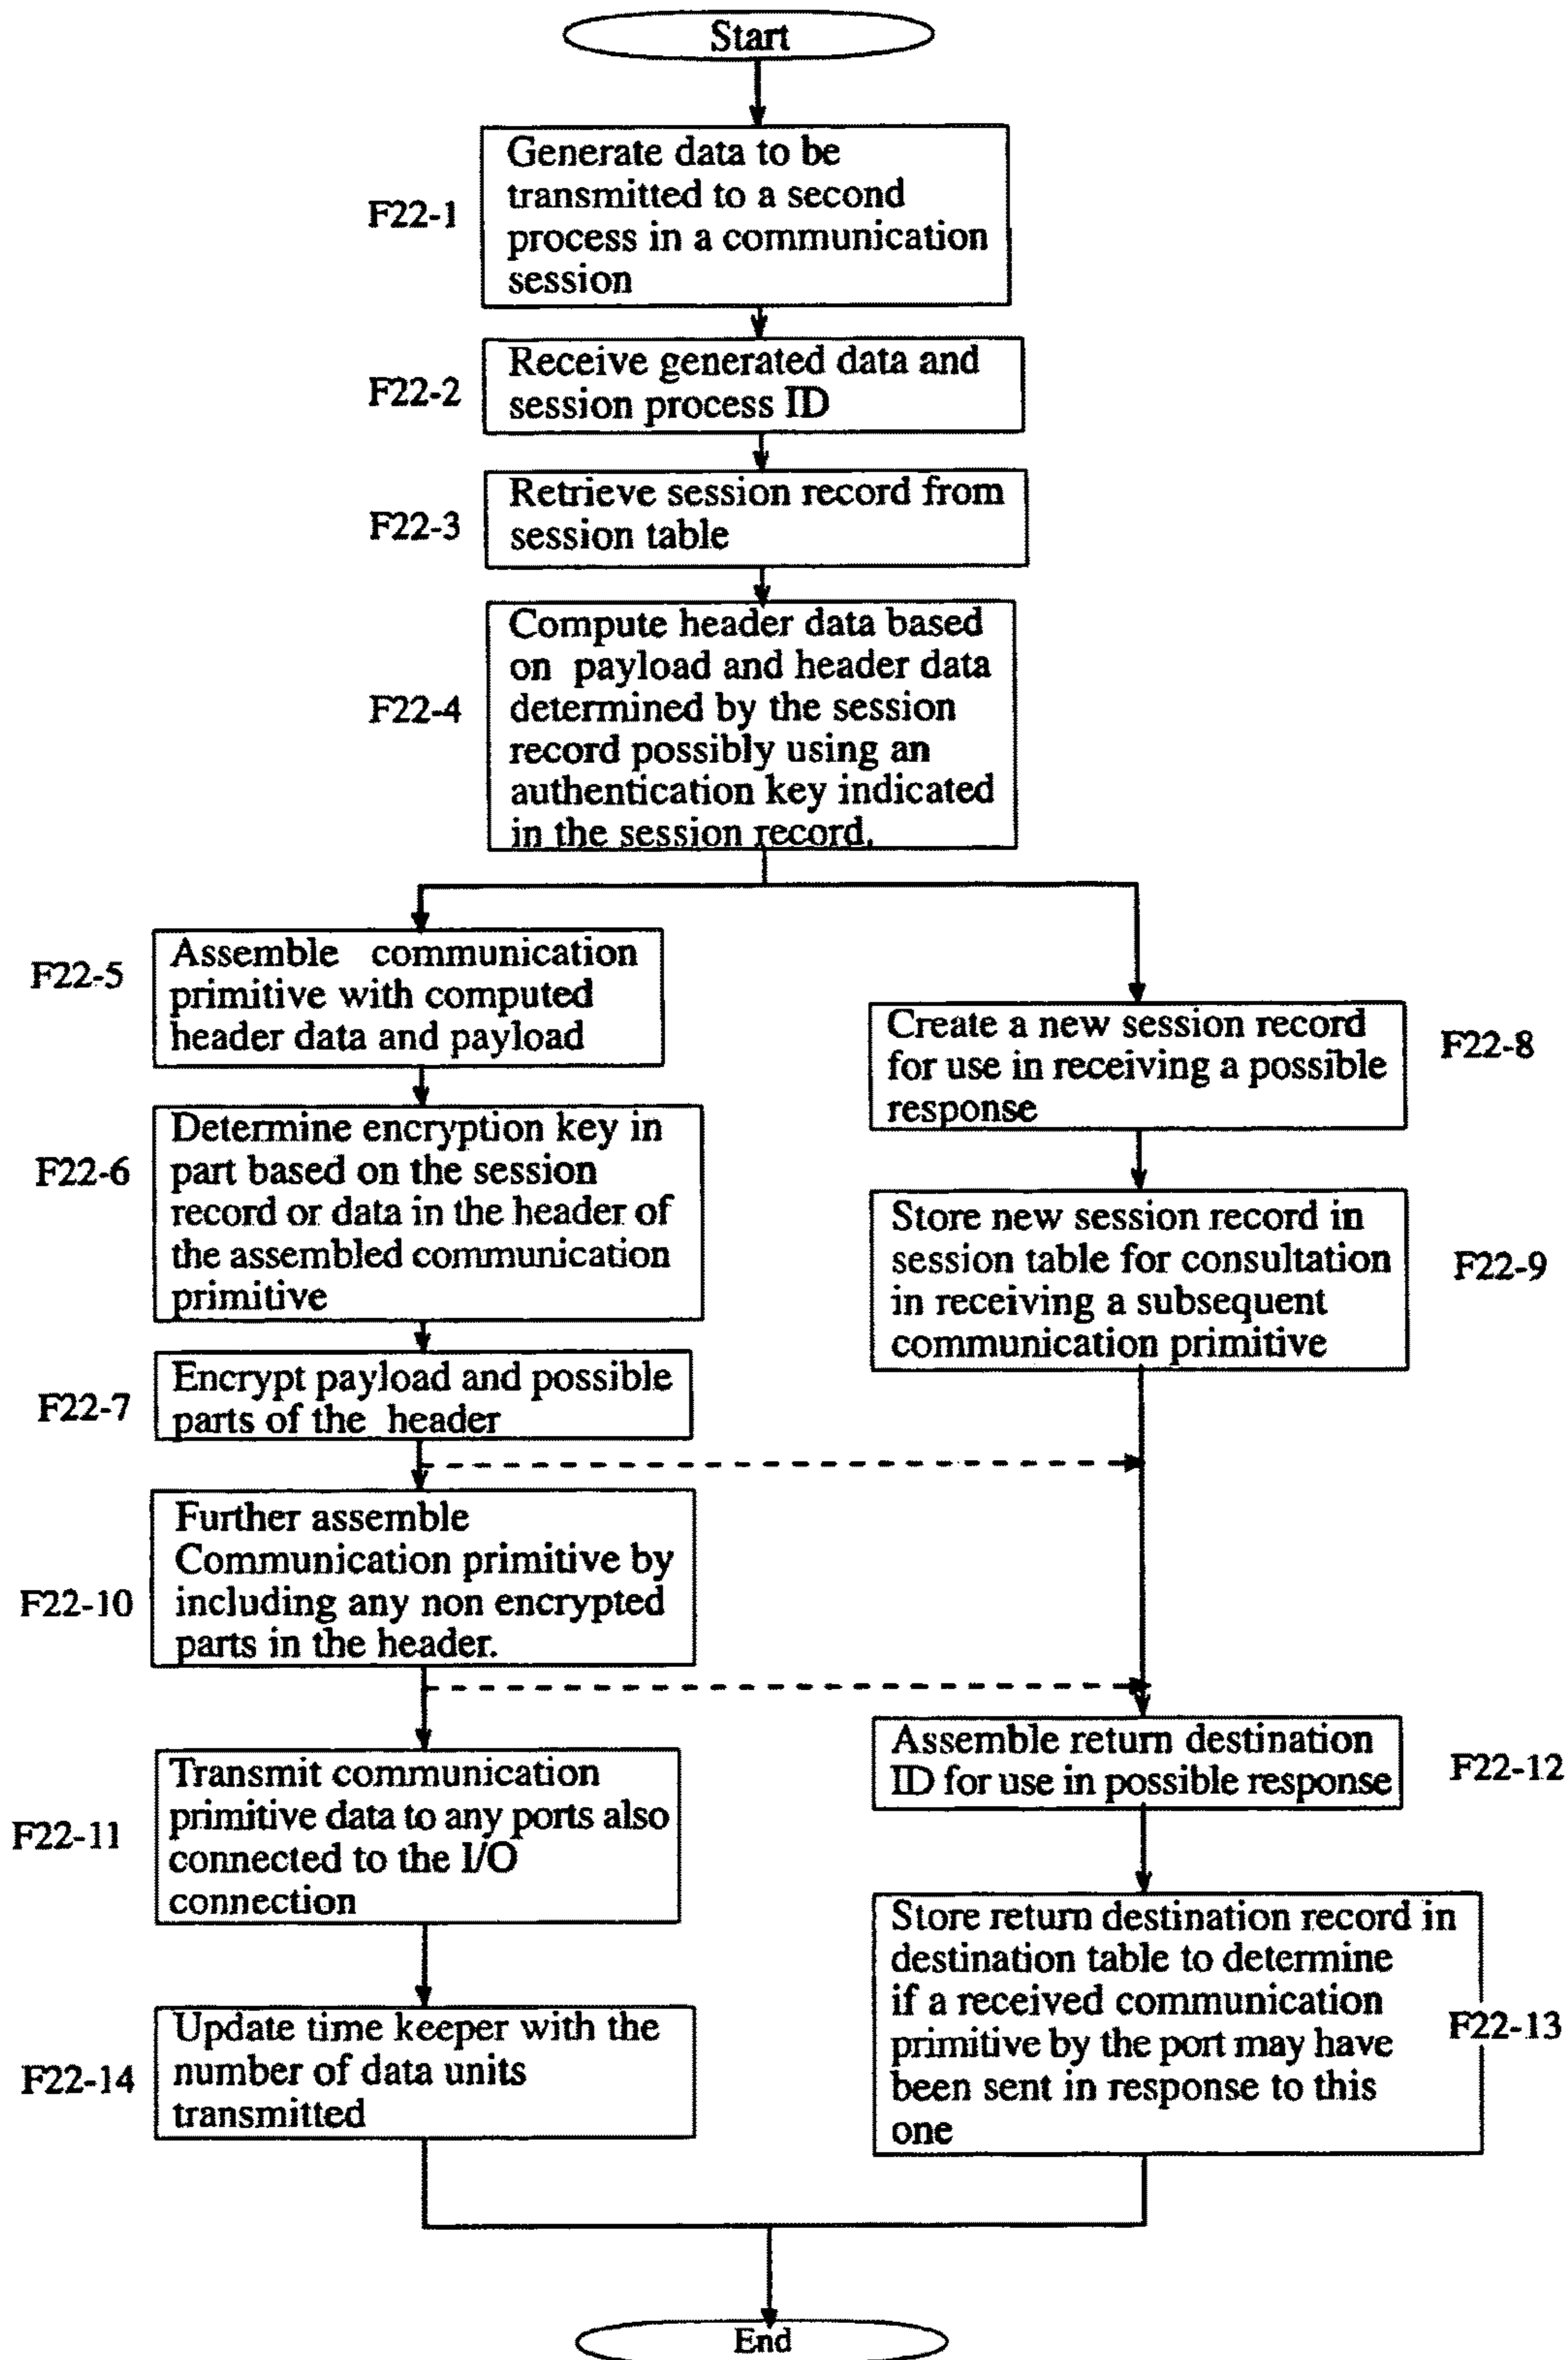 Start
F22-1
Generate data to be
transmitted to a second
process in a communication
session
F22-2
Receive generated data and
session process ID
F22-3
Retrieve session record from
session table
F22-4
Compute header data based
on payload and header data
determined by the session
record possibly using an
authentication key indicated
in the session record.
F22-5
Assemble communication
primitive with computed
header data and payload
F22-6
Determine encryption key in
part based on the session
record or data in the header of
the assembled communication
primitive
F22-7
Encrypt payload and possible
parts of the header
Create a new session record
for use in receiving a possible
response
F22-8
Store new session record in
session table for consultation
in receiving a subsequent
communication primitive
F22-9
F22-10
Further assemble
Communication primitive by
including any non encrypted
parts in the header.
F22-11
Transmit communication
primitive data to any ports also
connected to the I/O
connection
Assemble return destination
ID for use in possible response
F22-12
Store return destination record in
destination table to determine
if a received communication
primitive by the port may have
been sent in response to this
one
F22-13
F22-14
Update time keeper with the
number of data units
transmitted
End